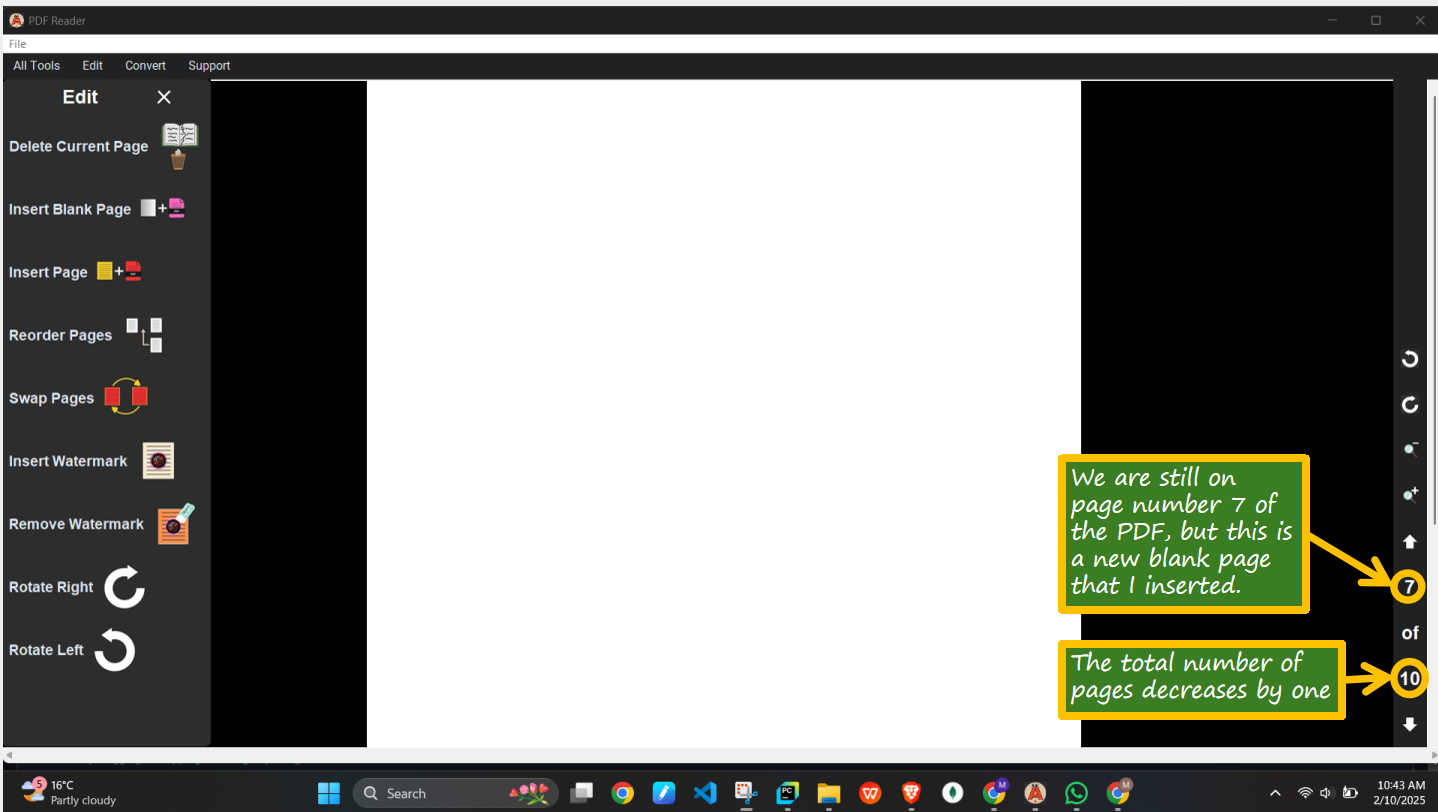 PDF Reader
File
All Tools Edit Convert Support
Edit
Delete Current Page
Insert Blank Page
Insert Page
Reorder Pages
Swap Pages
Insert Watermark
Remove Watermark
Rotate Right
Rotate Left
We are still on
page number 7 of
the PDF, but this is
a new blank page
that I inserted.
7
of
The total number of
pages decreases by one
10
5
16°C
Partly cloudy
Search
PC
W
M
M
10:43 AM
2/10/2025